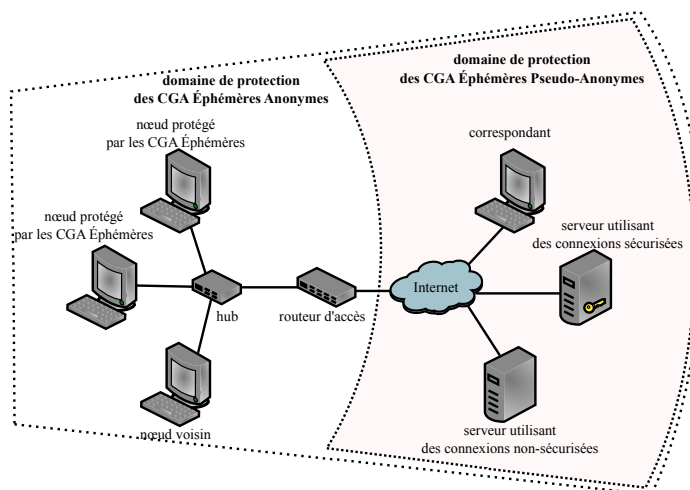 domaine de protection
des CGA Éphémères Anonymes
domaine de protection
des CGA Éphémères Pseudo-Anonymes
nœud protégé
par les CGA Éphémères
correspondant
nœud protégé
par les CGA Éphémères
serveur utilisant
des connexions sécurisées
Internet
hub
routeur d'accès
nœud voisin
serveur utilisant
des connexions non-sécurisées